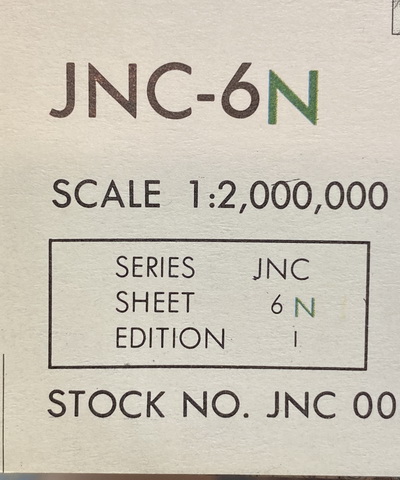 JNC-6N
SCALE 1:2,000,000
SERIES JNC
SHEET 6 N
EDITION 1
STOCK NO. JNC 00